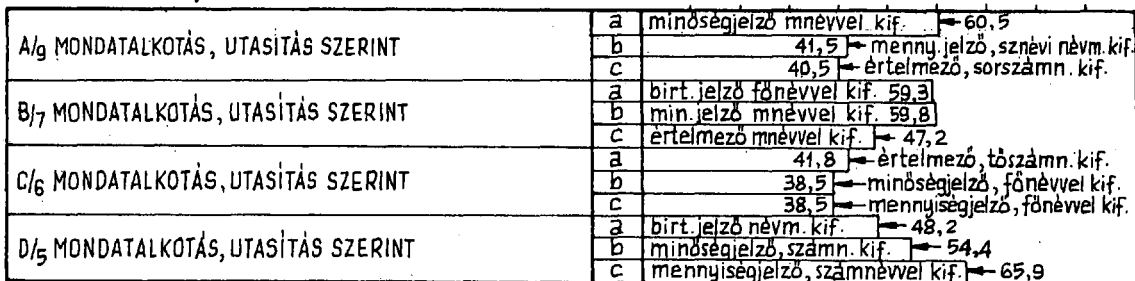 a minőségjelző mnévvel kif. 60,5
A/9 MONDATALKOTÁS, UTASÍTÁS SZERINT b 41,5 menny. jelző, sznévi névm. kif.
c 40,5 értelmező, sorszámn. kif.
a birt. jelző főnévvel kif. 59,3
B/7 MONDATALKOTÁS, UTASÍTÁS SZERINT b min. jelző mnévvel kif. 59,8
c értelmező mnévvel kif. 47,2
a 41,8 értelmező, tőszámn. kif.
C/6 MONDATALKOTÁS, UTASÍTÁS SZERINT b 38,5 minőségjelző, főnévvel kif.
c 38,5 mennyiségjelző, főnévvel kif.
a birt. jelző névm. kif. 48,2
D/5 MONDATALKOTÁS, UTASÍTÁS SZERINT b minőségjelző, számn. kif. 54,4
c mennyiségjelző, számnévvel kif. 65,9